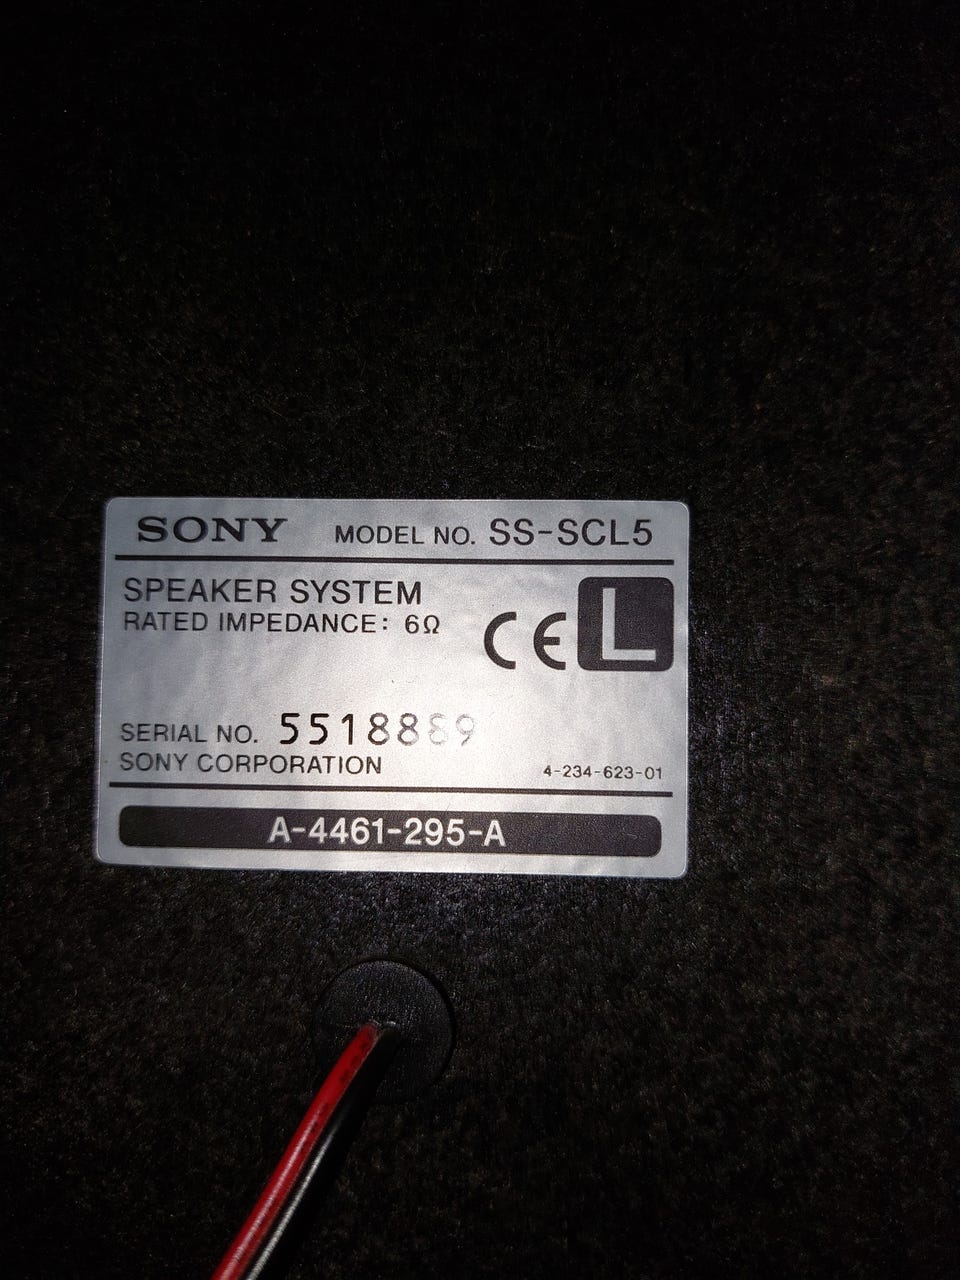 SONY MODEL NO. SS-SCL5
SPEAKER SYSTEM
RATED IMPEDANCE: 6Ω
CE L
SERIAL NO. 5518889
SONY CORPORATION 4-234-623-01
A-4461-295-A